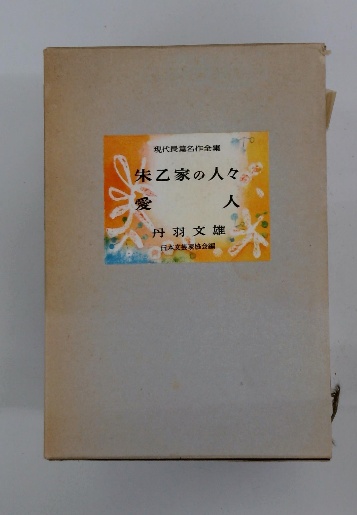 現代長篇名作全集
朱乙家の人々
愛人
丹羽文雄
日本文藝家協会編